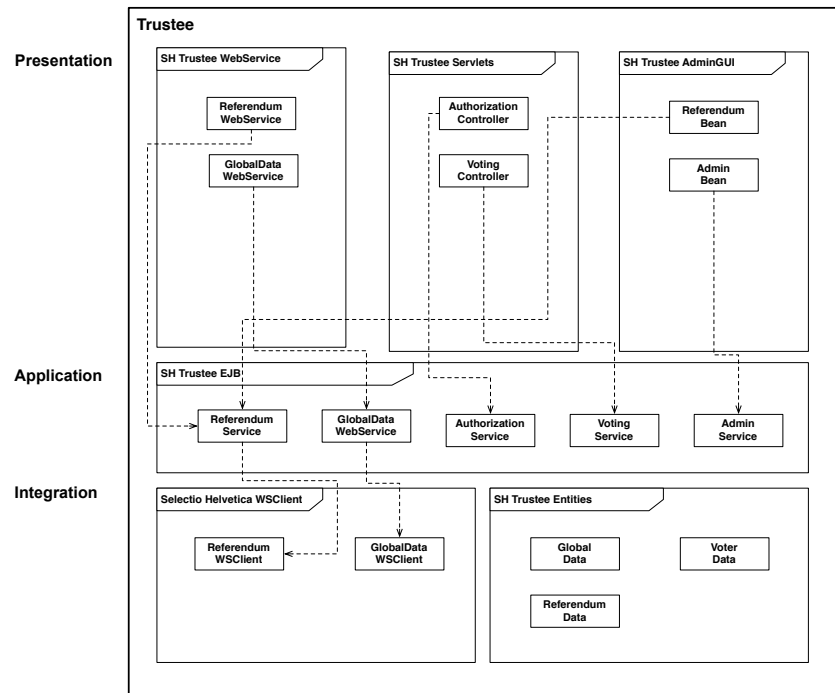 Trustee
Presentation
SH Trustee WebService
SH Trustee Servlets
SH Trustee AdminGUI
Referendum
WebService
Authorization
Controller
Referendum
Bean
GlobalData
WebService
Voting
Controller
Admin
Bean
Application
SH Trustee EJB
Referendum
Service
GlobalData
WebService
Authorization
Service
Voting
Service
Admin
Service
Integration
Selectio Helvetica WSClient
SH Trustee Entities
Referendum
WSClient
GlobalData
WSClient
Global
Data
Voter
Data
Referendum
Data